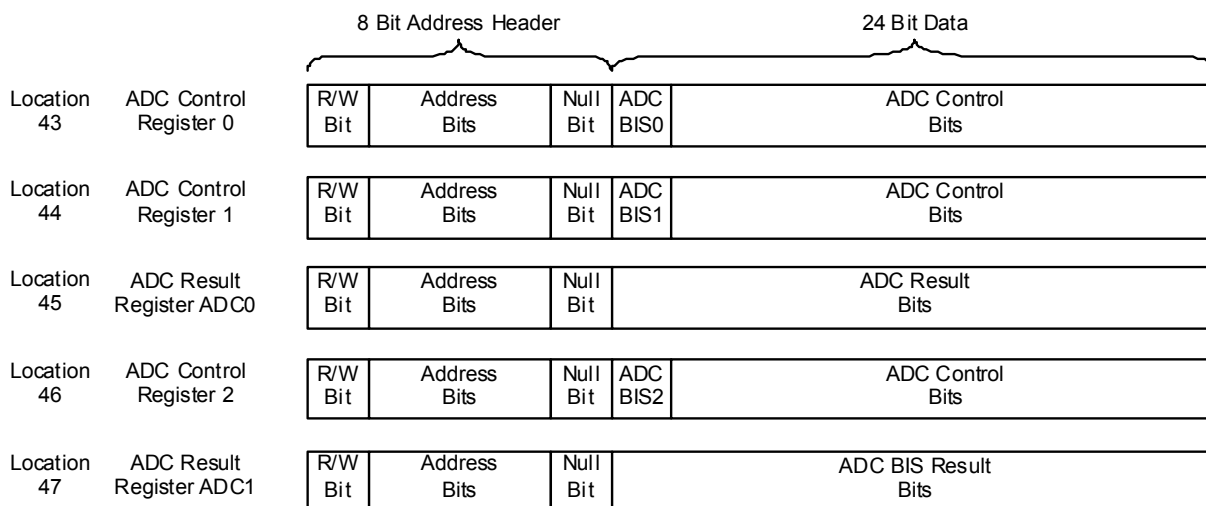 8 Bit Address Header 24 Bit Data
Location ADC Control R/W Address Null ADC ADC Control
43 Register 0 Bit Bits Bit BIS0 Bits
Location ADC Control R/W Address Null ADC ADC Control
44 Register 1 Bit Bits Bit BIS1 Bits
Location ADC Result R/W Address Null ADC Result
45 Register ADC0 Bit Bits Bit Bits
Location ADC Control R/W Address Null ADC ADC Control
46 Register 2 Bit Bits Bit BIS2 Bits
Location ADC Result R/W Address Null ADC BIS Result
47 Register ADC1 Bit Bits Bit Bits